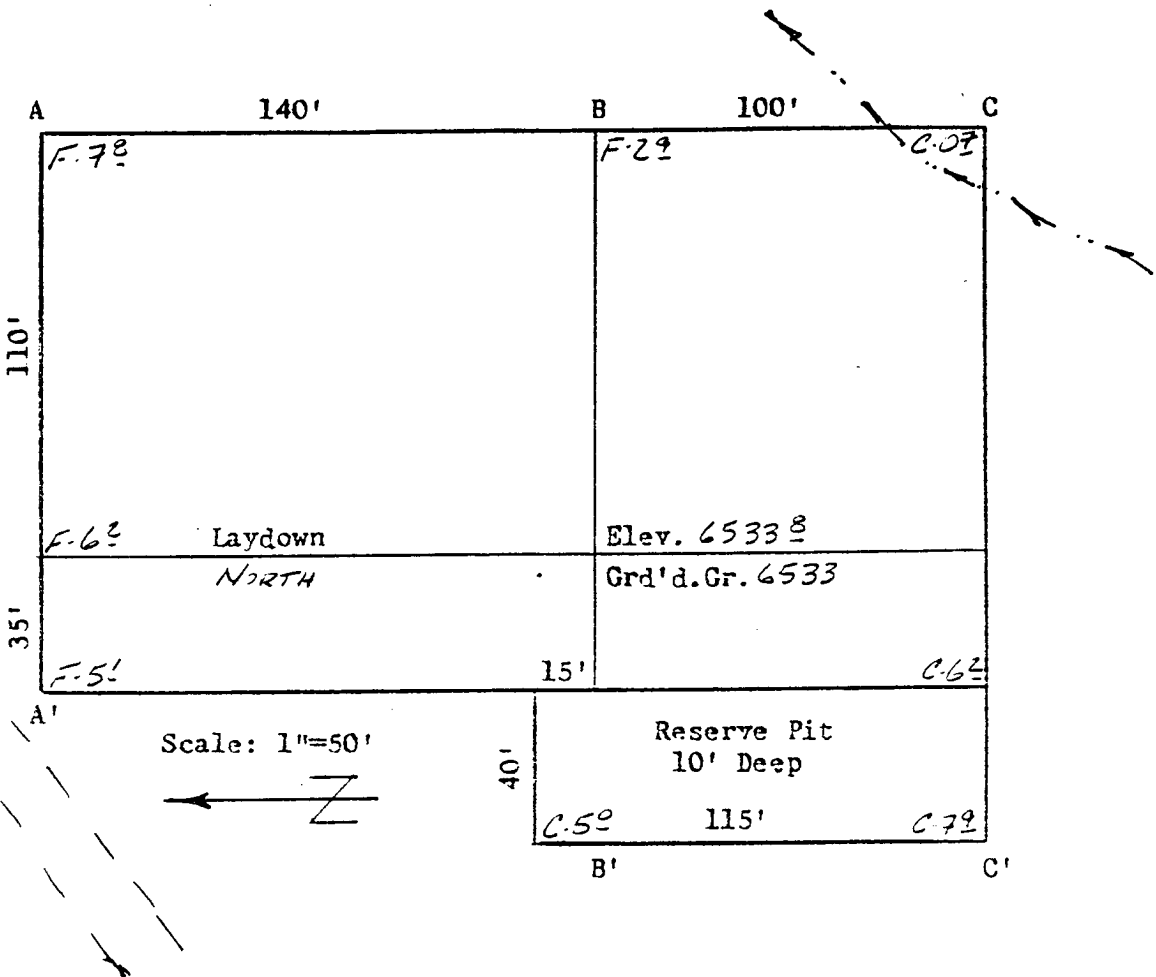 A 140' B 100' C
F-7⁸ F-2⁹ C-0⁷
110'
F-6² Laydown Elev. 6533⁸
NORTH Grd'd.Gr. 6533
35'
F-5¹ 15' C-6²
A'
Scale: 1"=50' Reserve Pit
10' Deep
40'
Z
C-5⁰ 115' C-7⁹
B' C'